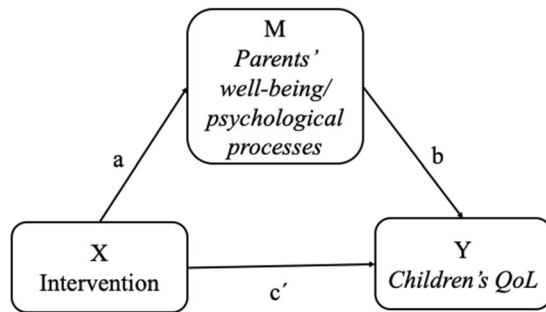 M
Parents'
well-being/
psychological
processes
a
b
X
Intervention
Y
Children's QoL
c´